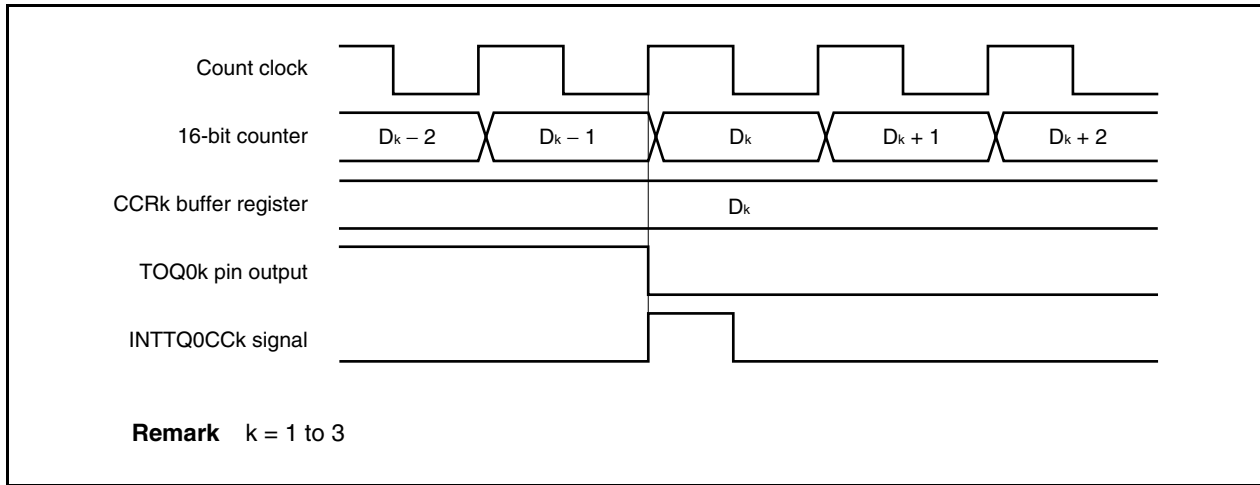 Count clock
16-bit counter
Dk − 2 Dk − 1 Dk Dk + 1 Dk + 2
CCRk buffer register
Dk
TOQ0k pin output
INTTQ0CCk signal
Remark k = 1 to 3